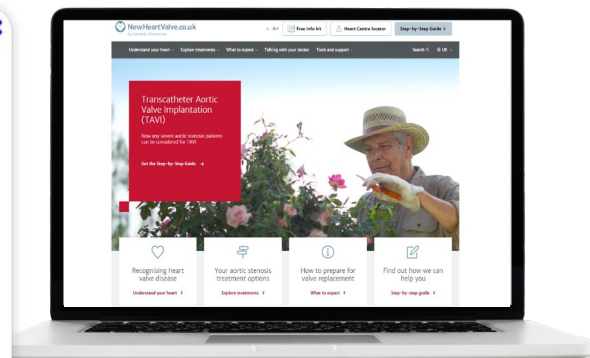 NewHeartValve.co.uk
by Edwards Lifesciences
A+
Free info kit
Heart Centre locator
Step-by-Step Guide >
Understand your heart
Explore treatments
What to expect
Talking with your doctor
Tools and support
Search
UK
Transcatheter Aortic
Valve Implantation
(TAVI)
Now any severe aortic stenosis patients
can be considered for TAVI
Get the Step-by-Step Guide →
Recognising heart
valve disease
Understand your heart >
Your aortic stenosis
treatment options
Explore treatments >
How to prepare for
valve replacement
What to expect >
Find out how we can
help you
Step-by-step guide >